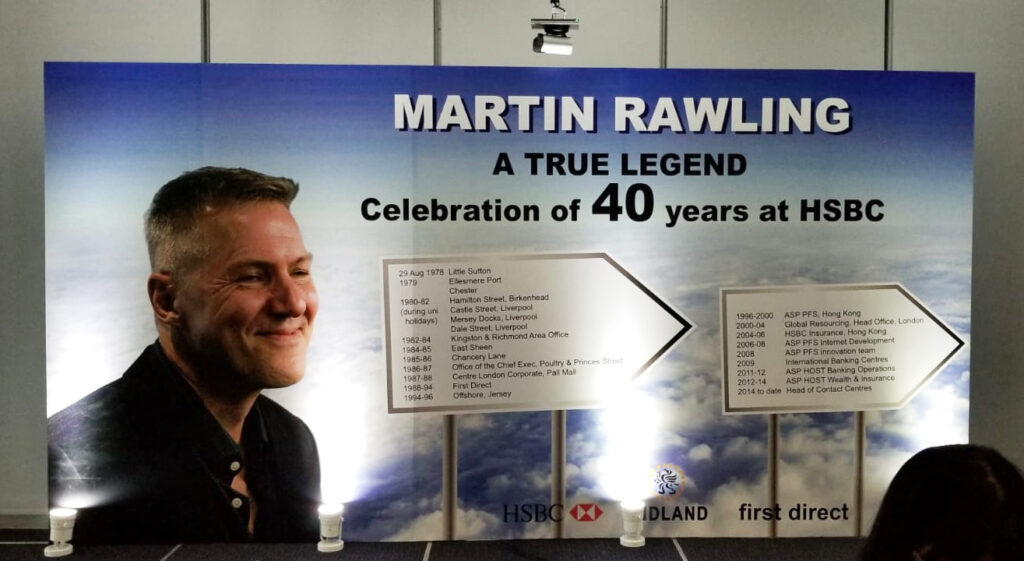 MARTIN RAWLING
A TRUE LEGEND
Celebration of 40 years at HSBC
29 Aug 1978 Little Sutton
1979 Ellesmere Port
Chester
1980-82 Hamilton Street, Birkenhead
(during uni Castle Street, Liverpool
holidays) Mersey Docks, Liverpool
Dale Street, Liverpool
1982-84 Kingston & Richmond Area Office
1984-85 East Sheen
1985-86 Chancery Lane
1986-87 Office of the Chief Exec, Poultry & Princes Street
1987-88 Centre London Corporate, Pall Mall
1988-94 First Direct
1994-96 Offshore, Jersey
1996-2000 ASP PFS, Hong Kong
2000-04 Global Resourcing, Head Office, London
2004-06 HSBC Insurance, Hong Kong
2006-08 ASP PFS Internet Development
2008 ASP PFS innovation team
2009 International Banking Centres
2011-12 ASP HOST Banking Operations
2012-14 ASP HOST Wealth & Insurance
2014 to date Head of Contact Centres
HSBC IDLAND first direct